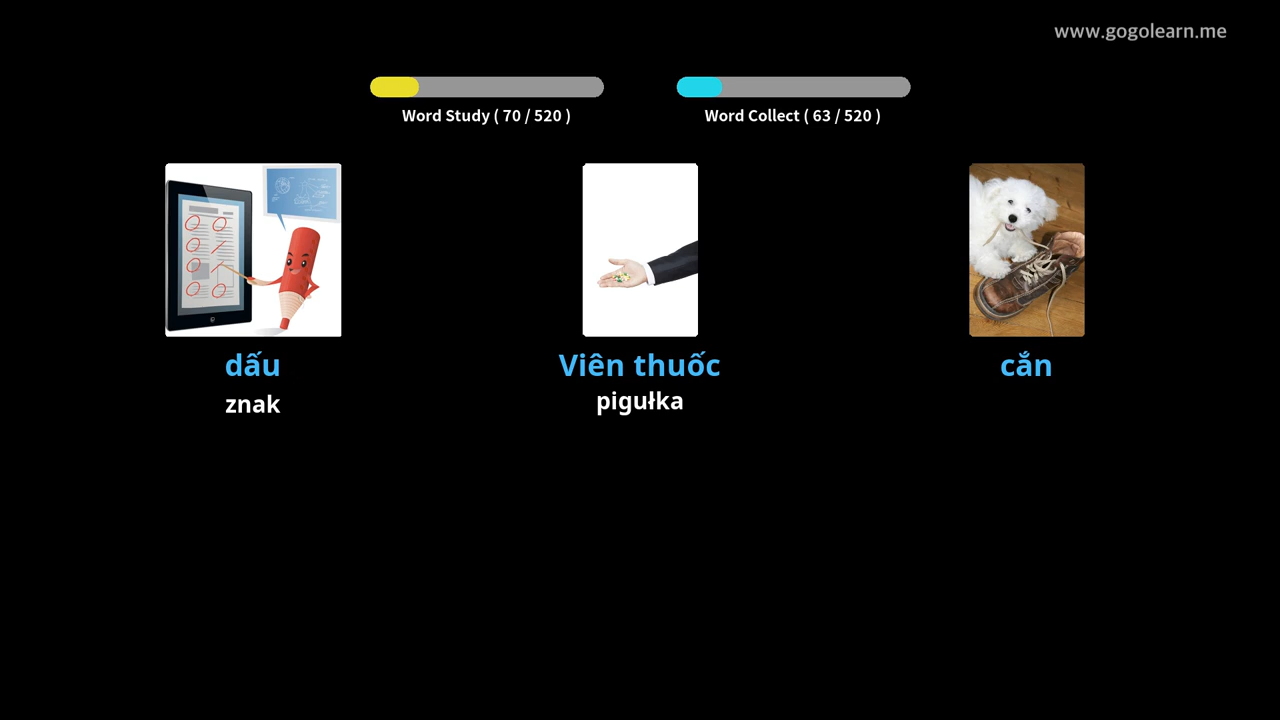 www.gogolearn.me
Word Study ( 70 / 520 )
Word Collect ( 63 / 520 )
dấu
znak
Viên thuốc
pigułka
cắn